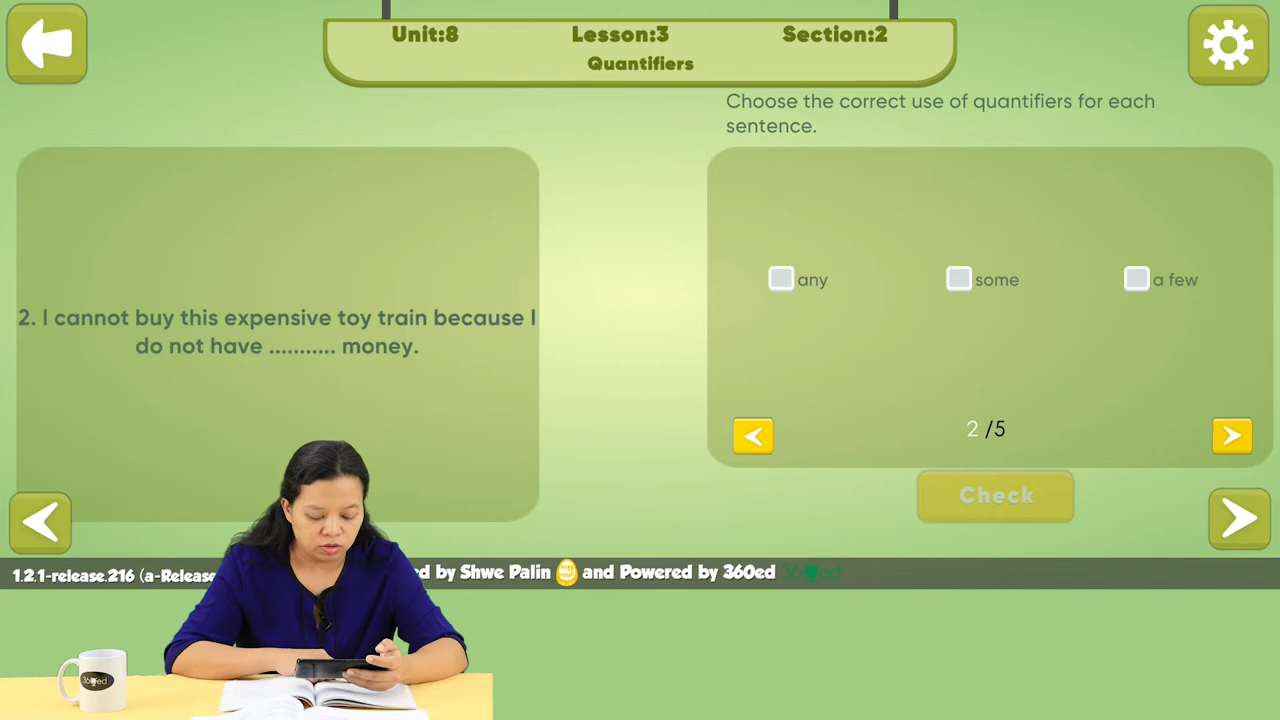 Unit:8 Lesson:3 Section:2
Quantifiers
Choose the correct use of quantifiers for each
sentence.
2. I cannot buy this expensive toy train because I
do not have ........... money.
any some a few
2 /5
Check
1.2.1-release.216 (a-Release
d by Shwe Palin and Powered by 360ed 360ed
360ed